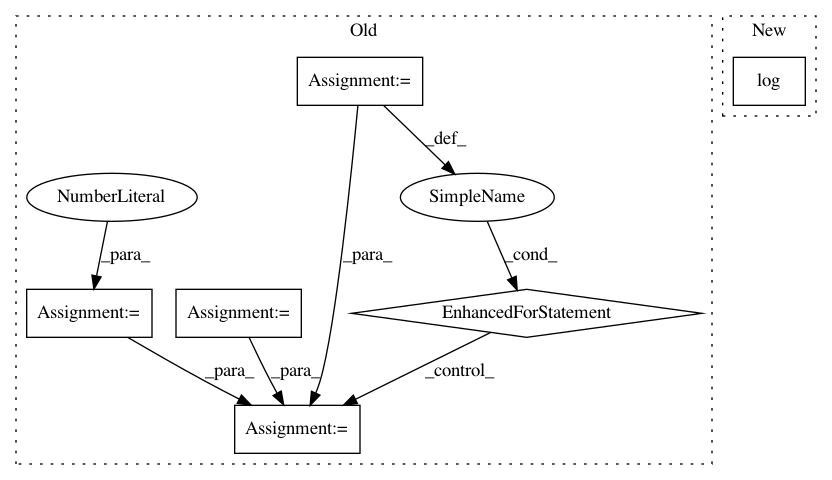 Old
New
Assignment:=
log
_def_
NumberLiteral
SimpleName
_para_
_para_
_cond_
Assignment:=
Assignment:=
EnhancedForStatement
_para_
_para_
_control_
Assignment:=